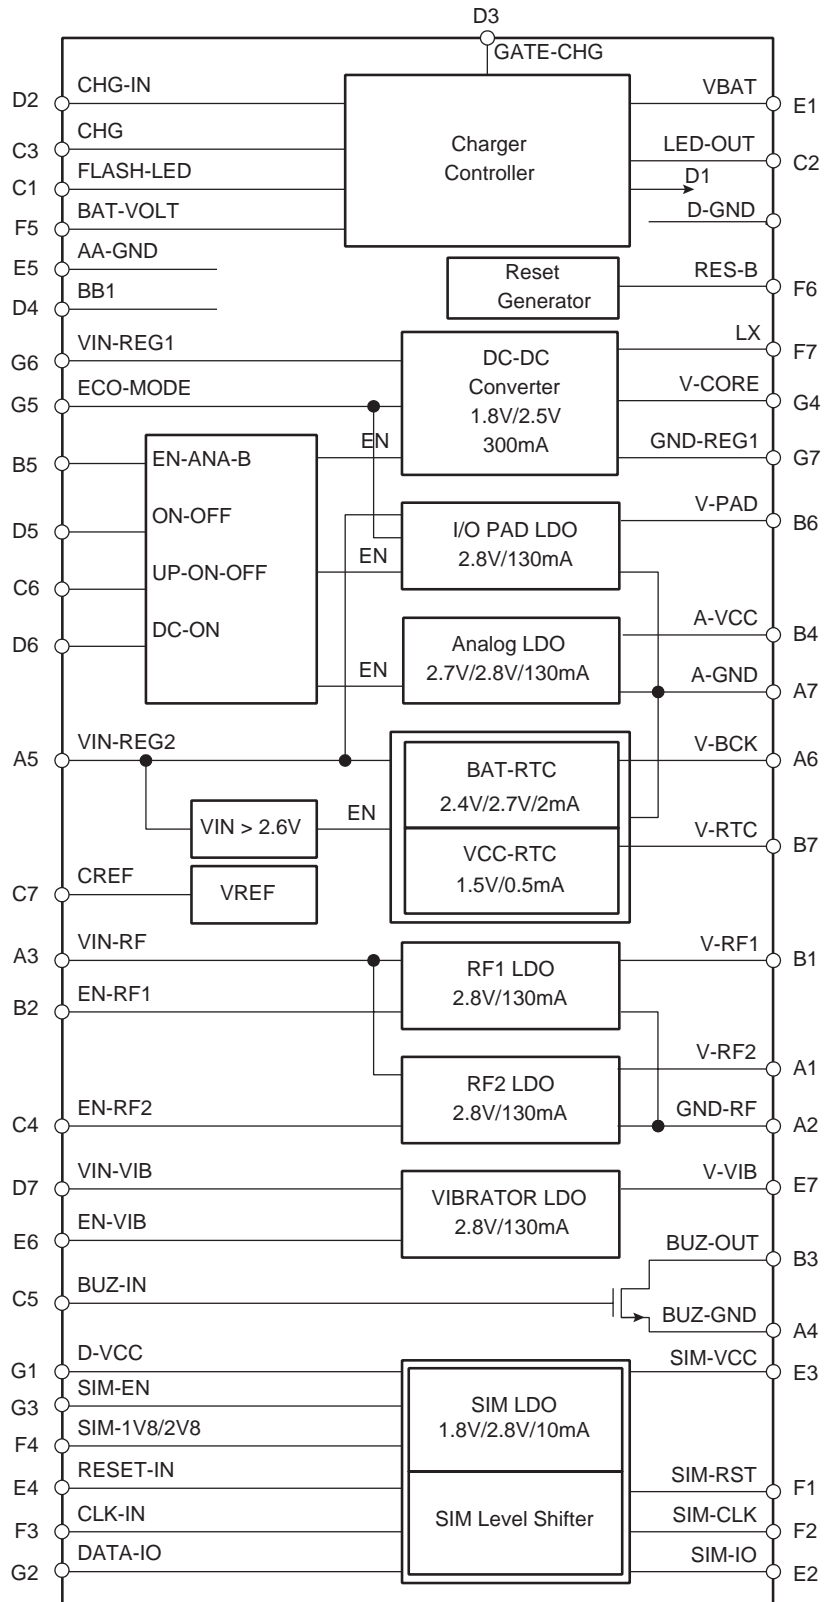 D3
GATE-CHG
D2 CHG-IN VBAT E1
C3 CHG LED-OUT C2
Charger
Controller
C1 FLASH-LED D1
F5 BAT-VOLT D-GND
E5 AA-GND
D4 BB1
Reset
Generator
RES-B F6
G6 VIN-REG1 LX F7
G5 ECO-MODE V-CORE G4
DC-DC
Converter
1.8V/2.5V
300mA
EN GND-REG1 G7
B5 EN-ANA-B
D5 ON-OFF
C6 UP-ON-OFF
D6 DC-ON
V-PAD B6
I/O PAD LDO
2.8V/130mA
EN
A-VCC B4
Analog LDO
2.7V/2.8V/130mA
EN A-GND A7
A5 VIN-REG2 V-BCK A6
BAT-RTC
2.4V/2.7V/2mA
VIN > 2.6V EN V-RTC B7
VCC-RTC
1.5V/0.5mA
C7 CREF VREF
A3 VIN-RF V-RF1 B1
B2 EN-RF1
RF1 LDO
2.8V/130mA
V-RF2 A1
RF2 LDO
2.8V/130mA
C4 EN-RF2 GND-RF A2
D7 VIN-VIB V-VIB E7
VIBRATOR LDO
2.8V/130mA
E6 EN-VIB
BUZ-OUT B3
C5 BUZ-IN
BUZ-GND A4
G1 D-VCC SIM-VCC E3
G3 SIM-EN
SIM LDO
1.8V/2.8V/10mA
F4 SIM-1V8/2V8
E4 RESET-IN SIM-RST F1
F3 CLK-IN SIM Level Shifter SIM-CLK F2
G2 DATA-IO SIM-IO E2